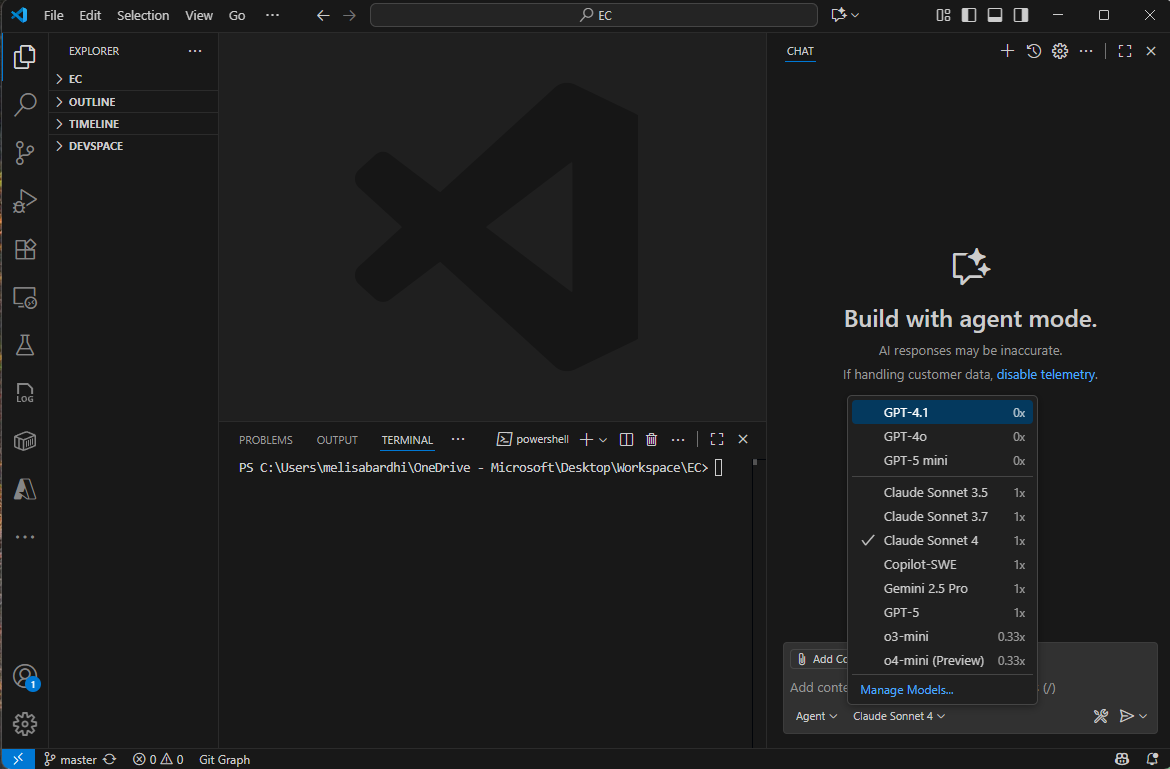 File Edit Selection View Go ··· EC
EXPLORER ···
EC
OUTLINE
TIMELINE
DEVSPACE
LOG
1
PROBLEMS OUTPUT TERMINAL ··· powershell ···
PS C:\Users\melisabardhi\OneDrive - Microsoft\Desktop\Workspace\EC>
CHAT ···
Build with agent mode.
AI responses may be inaccurate.
If handling customer data, disable telemetry.
GPT-4.1 0x
GPT-4o 0x
GPT-5 mini 0x
Claude Sonnet 3.5 1x
Claude Sonnet 3.7 1x
Claude Sonnet 4 1x
Copilot-SWE 1x
Gemini 2.5 Pro 1x
GPT-5 1x
o3-mini 0.33x
o4-mini (Preview) 0.33x
Manage Models...
Add Co
Add conte (/)
Agent Claude Sonnet 4
master 0 0 Git Graph